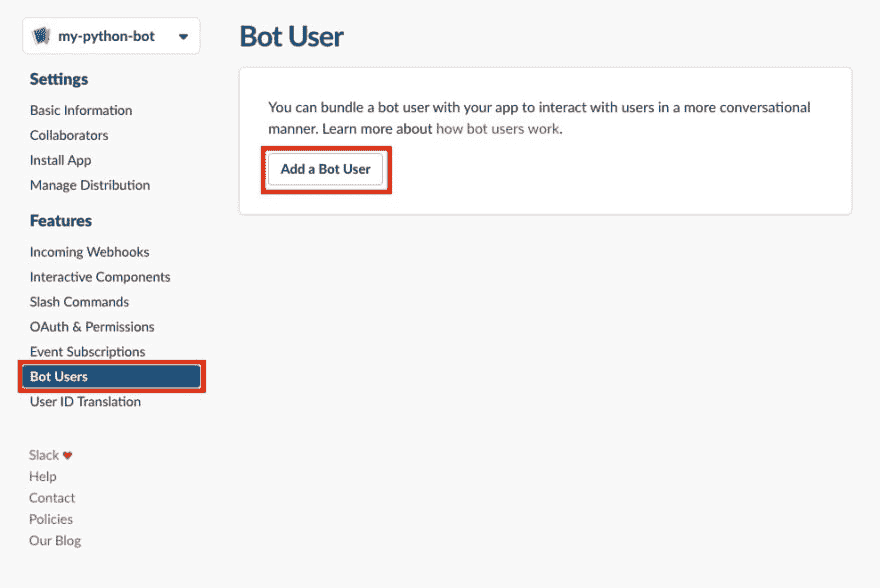 my-python-bot
Settings
Basic Information
Collaborators
Install App
Manage Distribution
Features
Incoming Webhooks
Interactive Components
Slash Commands
OAuth & Permissions
Event Subscriptions
Bot Users
User ID Translation
Slack ❤
Help
Contact
Policies
Our Blog
Bot User
You can bundle a bot user with your app to interact with users in a more conversational
manner. Learn more about how bot users work.
Add a Bot User